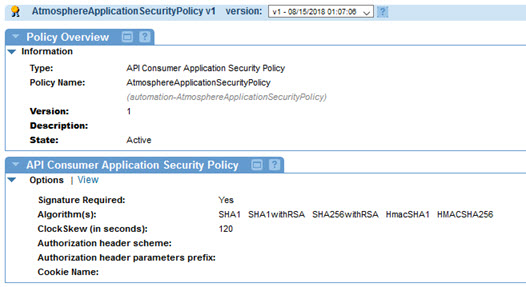 AtmosphereApplicationSecurityPolicy v1 version: v1 - 08/15/2018 01:07:06 ?
Policy Overview ?
Information
Type: API Consumer Application Security Policy
Policy Name: AtmosphereApplicationSecurityPolicy
(automation-AtmosphereApplicationSecurityPolicy)
Version: 1
Description:
State: Active
API Consumer Application Security Policy ?
Options | View
Signature Required: Yes
Algorithm(s): SHA1 SHA1withRSA SHA256withRSA HmacSHA1 HMACSHA256
ClockSkew (in seconds): 120
Authorization header scheme:
Authorization header parameters prefix:
Cookie Name: